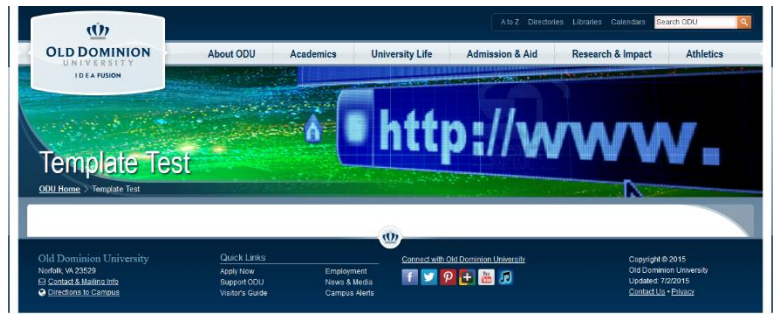 A to Z Directories Libraries Calendars Search ODU
OLD DOMINION
UNIVERSITY
IDEA FUSION
About ODU Academics University Life Admission & Aid Research & Impact Athletics
http://www.
Template Test
ODU Home > Template Test
Old Dominion University
Norfolk, VA 23529
Contact & Mailing Info
Directions to Campus
Quick Links
Apply Now
Support ODU
Visitor's Guide
Employment
News & Media
Campus Alerts
Connect with Old Dominion University
Copyright © 2015
Old Dominion University
Updated: 7/2/2015
Contact Us • Privacy